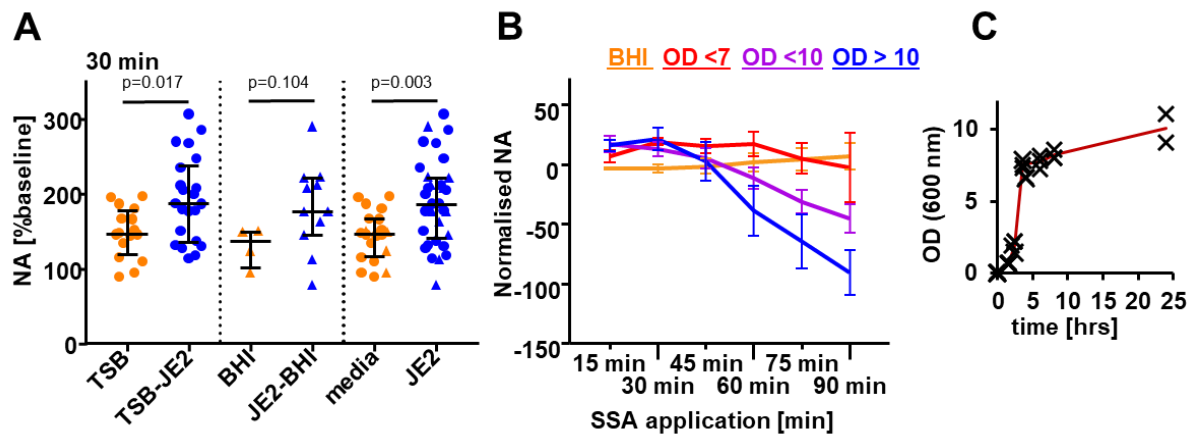 A
30 min
p=0.017 p=0.104 p=0.003
NA [%baseline]
300
200
100
0
TSB TSB-JE2 BHI JE2-BHI media JE2
B
BHI OD <7 OD <10 OD > 10
Normalised NA
50
25
0
-50
-100
-150
15 min 45 min 75 min
30 min 60 min 90 min
SSA application [min]
C
OD (600 nm)
10
5
0
0 5 10 15 20 25
time [hrs]